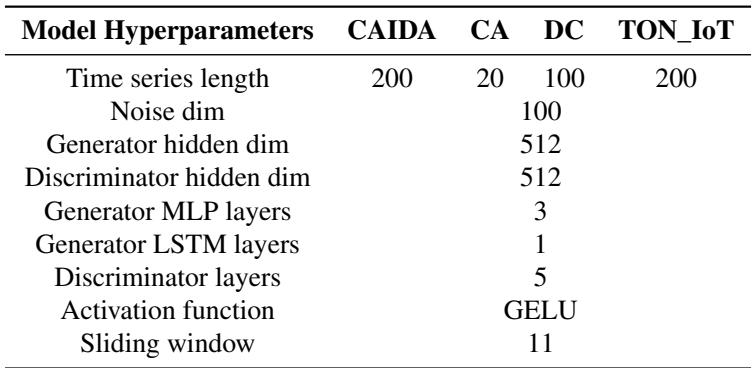 Model Hyperparameters CAIDA CA DC TON_IoT
Time series length 200 20 100 200
Noise dim 100
Generator hidden dim 512
Discriminator hidden dim 512
Generator MLP layers 3
Generator LSTM layers 1
Discriminator layers 5
Activation function GELU
Sliding window 11